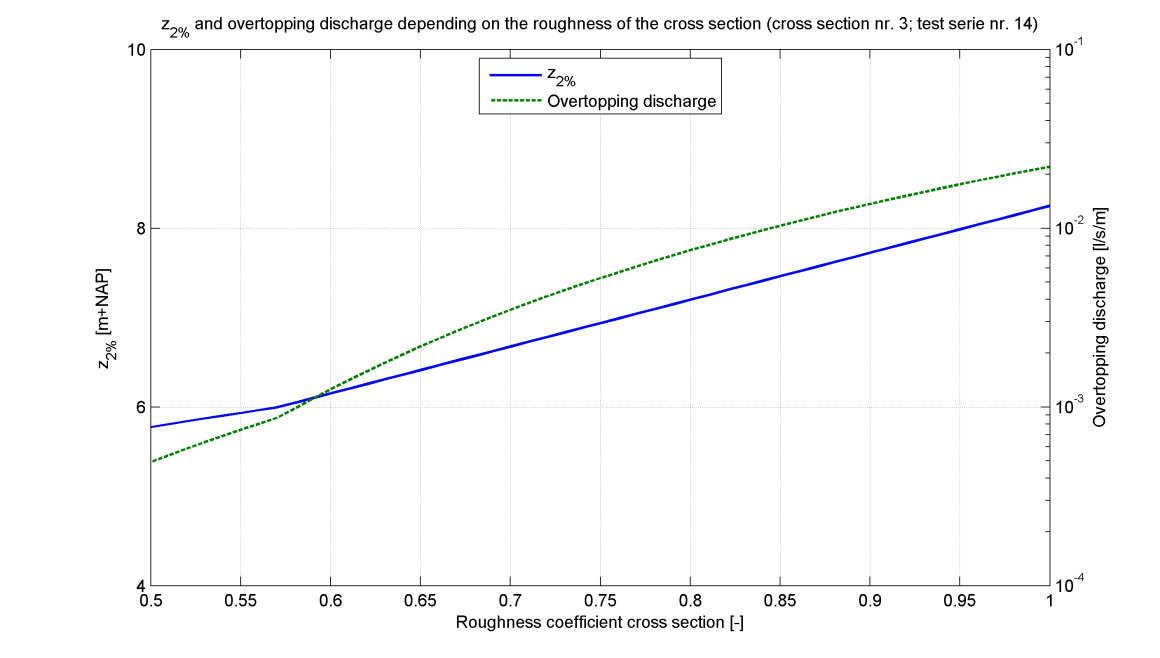 z2% and overtopping discharge depending on the roughness of the cross section (cross section nr. 3; test serie nr. 14)
z2%
Overtopping discharge
10
8
6
4
z2% [m+NAP]
10^-1
10^-2
10^-3
10^-4
Overtopping discharge [l/s/m]
0.5 0.55 0.6 0.65 0.7 0.75 0.8 0.85 0.9 0.95 1
Roughness coefficient cross section [-]